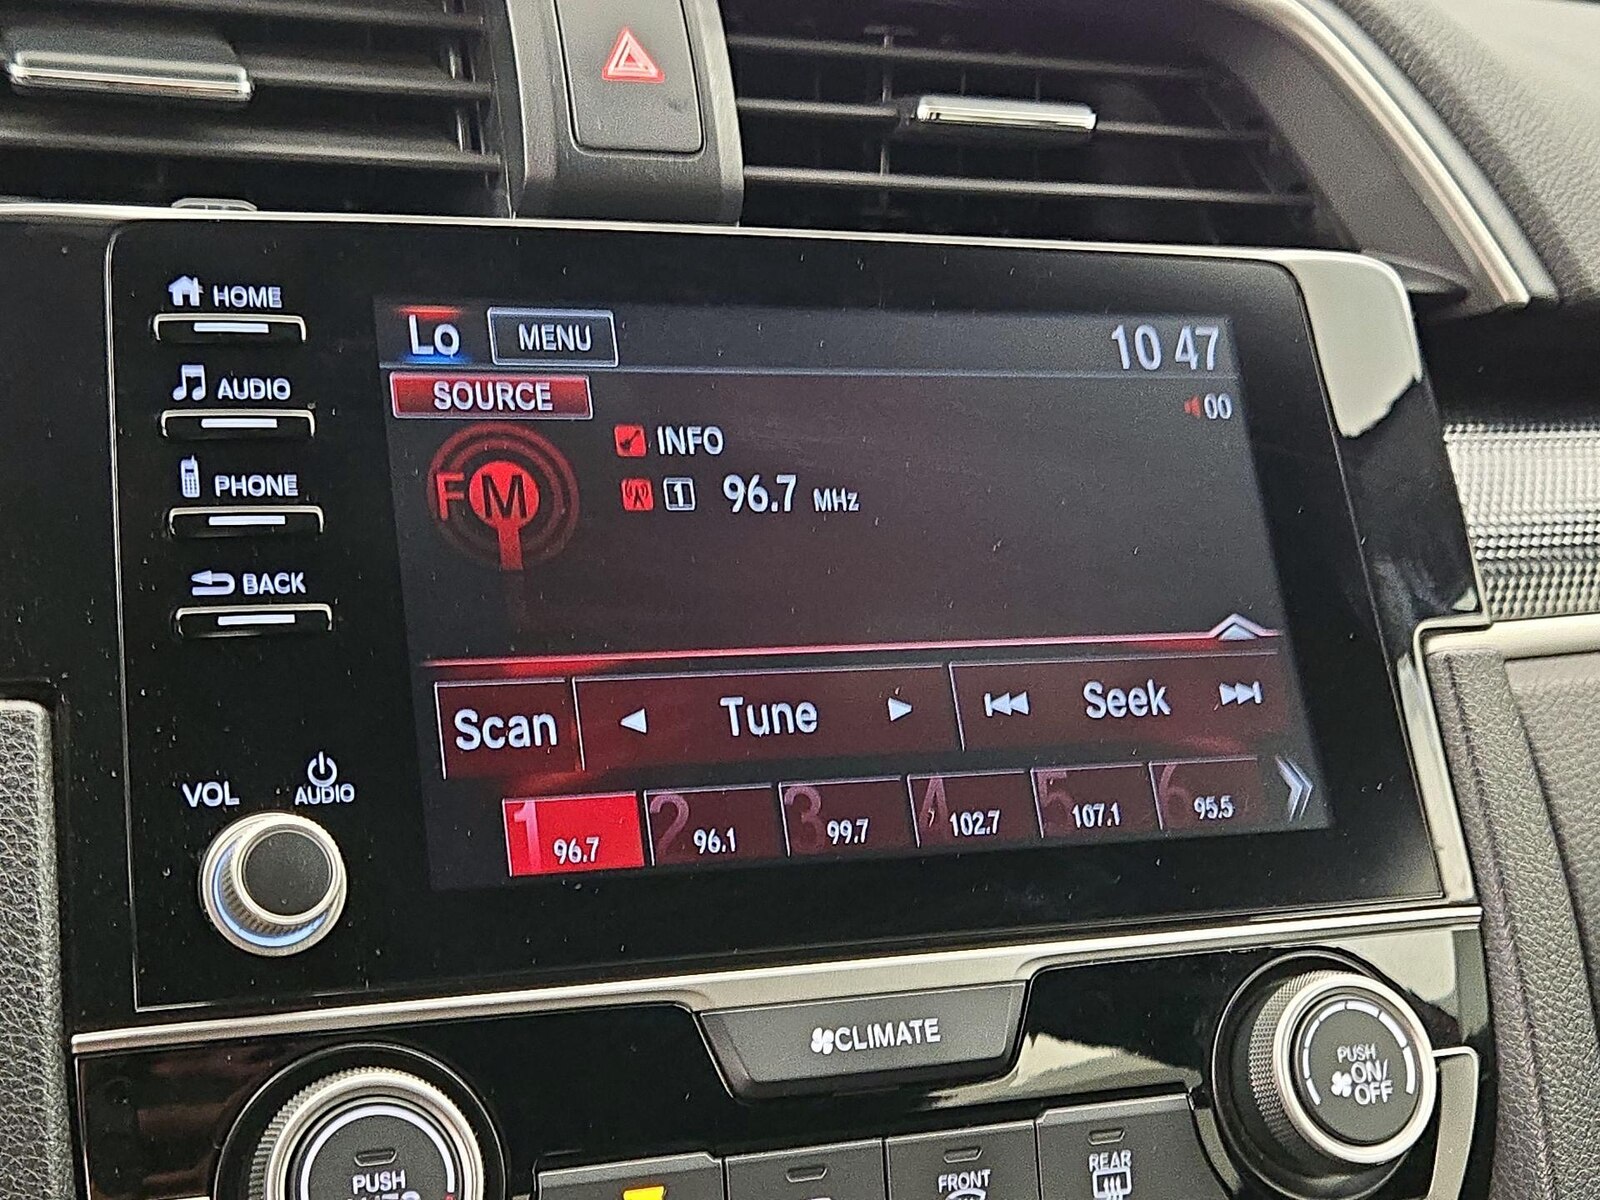 HOME
AUDIO
PHONE
BACK
VOL
AUDIO
Lo
MENU
10 47
SOURCE
00
FM
INFO
1 96.7 MHz
Scan
Tune
Seek
1 96.7
2 96.1
3 99.7
4 102.7
5 107.1
6 95.5
CLIMATE
PUSH
ON/
OFF
PUSH
FRONT
REAR